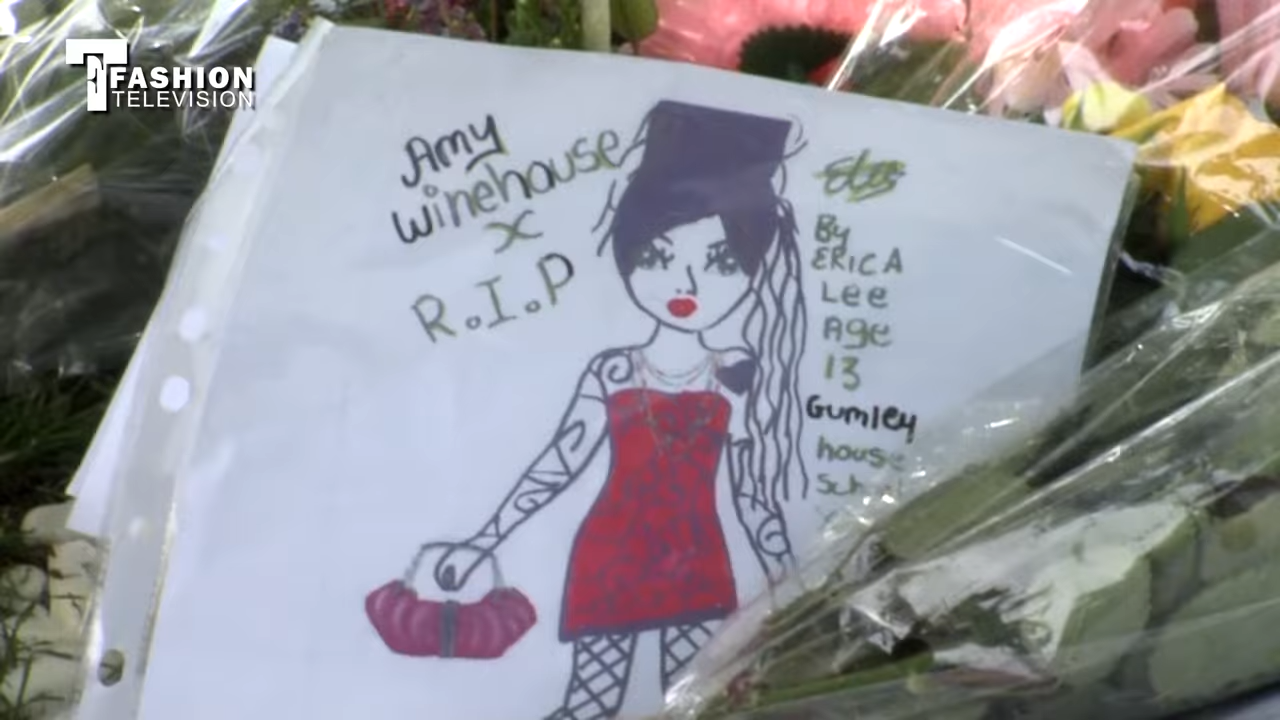 FASHION
TELEVISION
Amy
Winehouse
x
R.I.P
By
ERICA
Lee
Age
13
Gumley
house